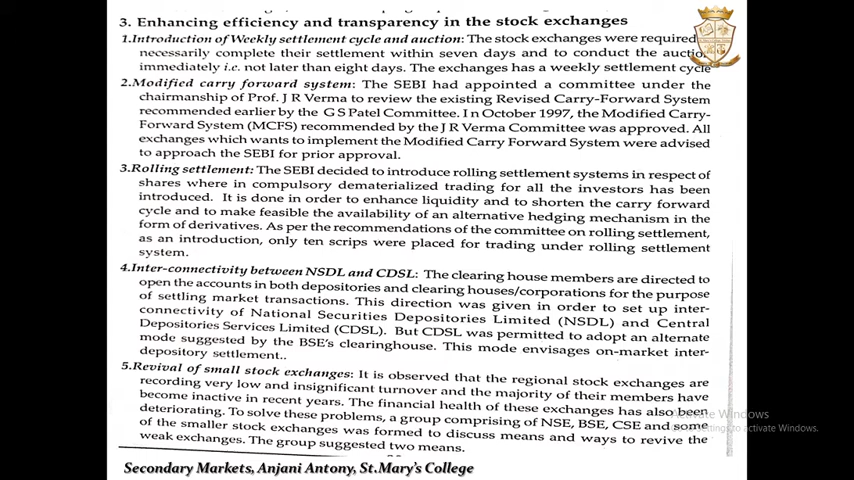 3. Enhancing efficiency and transparency in the stock exchanges
1.Introduction of Weekly settlement cycle and auction: The stock exchanges were required
necessarily complete their settlement within seven days and to conduct the auction
immediately i.e. not later than eight days. The exchanges has a weekly settlement cycle
2.Modified carry forward system: The SEBI had appointed a committee under the
chairmanship of Prof. J R Verma to review the existing Revised Carry-Forward System
recommended earlier by the G S Patel Committee. I n October 1997, the Modified Carry-
Forward System (MCFS) recommended by the J R Verma Committee was approved. All
exchanges which wants to implement the Modified Carry Forward System were advised
to approach the SEBI for prior approval.
3.Rolling settlement: The SEBI decided to introduce rolling settlement systems in respect of
shares where in compulsory dematerialized trading for all the investors has been
introduced. It is done in order to enhance liquidity and to shorten the carry forward
cycle and to make feasible the availability of an alternative hedging mechanism in the
form of derivatives. As per the recommendations of the committee on rolling settlement,
as an introduction, only ten scrips were placed for trading under rolling settlement
system.
4.Inter-connectivity between NSDL and CDSL: The clearing house members are directed to
open the accounts in both depositories and clearing houses/corporations for the purpose
of settling market transactions. This direction was given in order to set up inter-
connectivity of National Securities Depositories Limited (NSDL) and Central
Depositories Services Limited (CDSL). But CDSL was permitted to adopt an alternate
mode suggested by the BSE's clearinghouse. This mode envisages on-market inter-
depository settlement..
5.Revival of small stock exchanges: It is observed that the regional stock exchanges are
recording very low and insignificant turnover and the majority of their members have
become inactive in recent years. The financial health of these exchanges has also been
deteriorating. To solve these problems, a group comprising of NSE, BSE, CSE and some
of the smaller stock exchanges was formed to discuss means and ways to revive the
weak exchanges. The group suggested two means.
Activate Windows
settings to activate Windows.
Secondary Markets, Anjani Antony, St.Mary's College